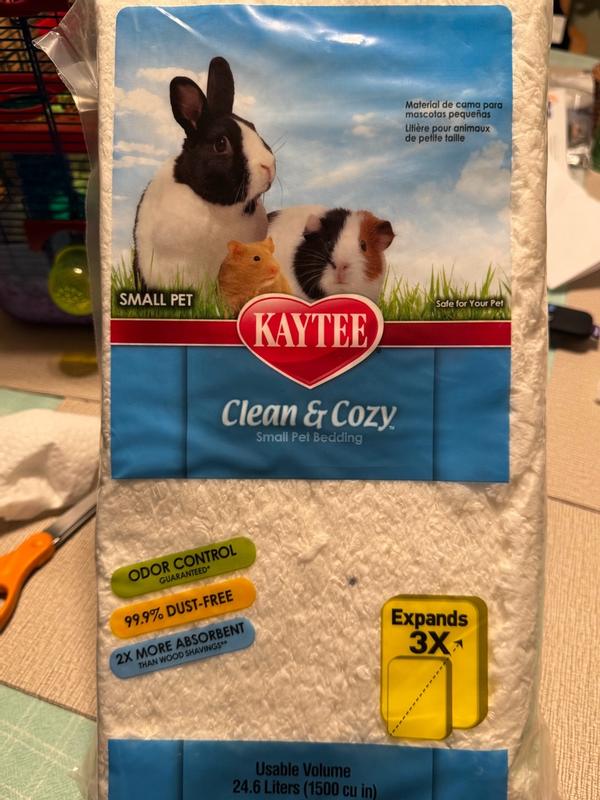 Material de cama para
mascotas pequeñas
Litière pour animaux
de petite taille
SMALL PET
Safe for Your Pet
KAYTEE
Clean & Cozy™
Small Pet Bedding
ODOR CONTROL
GUARANTEED*
99.9% DUST-FREE
2X MORE ABSORBENT
THAN WOOD SHAVINGS**
Expands
3X
Usable Volume
24.6 Liters (1500 cu in)